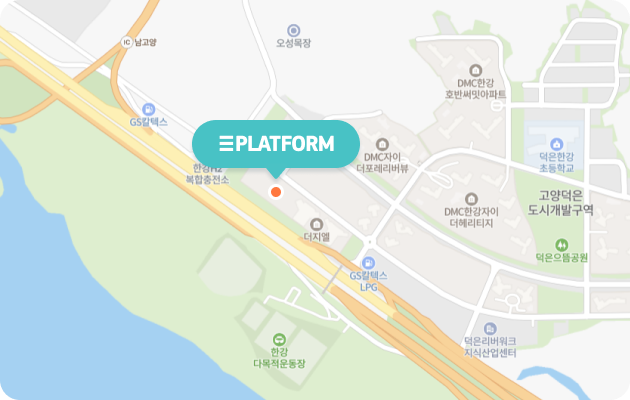 IC 남고양
오성목장
DMC한강
호반써밋아파트
GS칼텍스
PLATFORM
한강H2
복합충전소
DMC자이
더포레리버뷰
덕은한강
초등학교
고양덕은
도시개발구역
DMC한강자이
더헤리티지
더지엘
덕은으뜸공원
GS칼텍스
LPG
덕은리버워크
지식산업센터
한강
다목적운동장